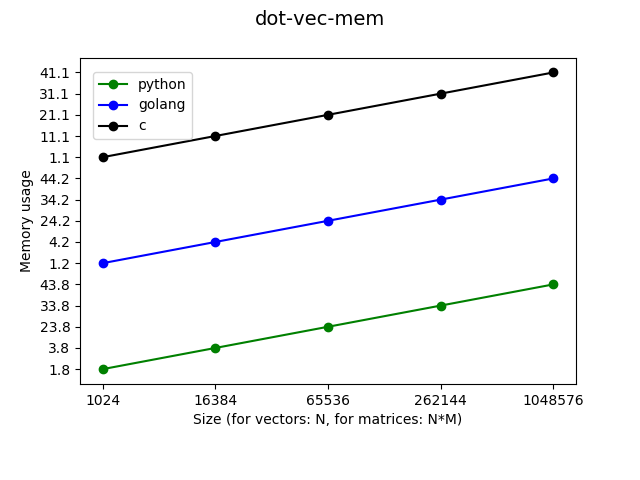 dot-vec-mem
41.1
31.1
21.1
11.1
1.1
44.2
34.2
24.2
4.2
1.2
43.8
33.8
23.8
3.8
1.8
Memory usage
python
golang
c
1024 16384 65536 262144 1048576
Size (for vectors: N, for matrices: N*M)